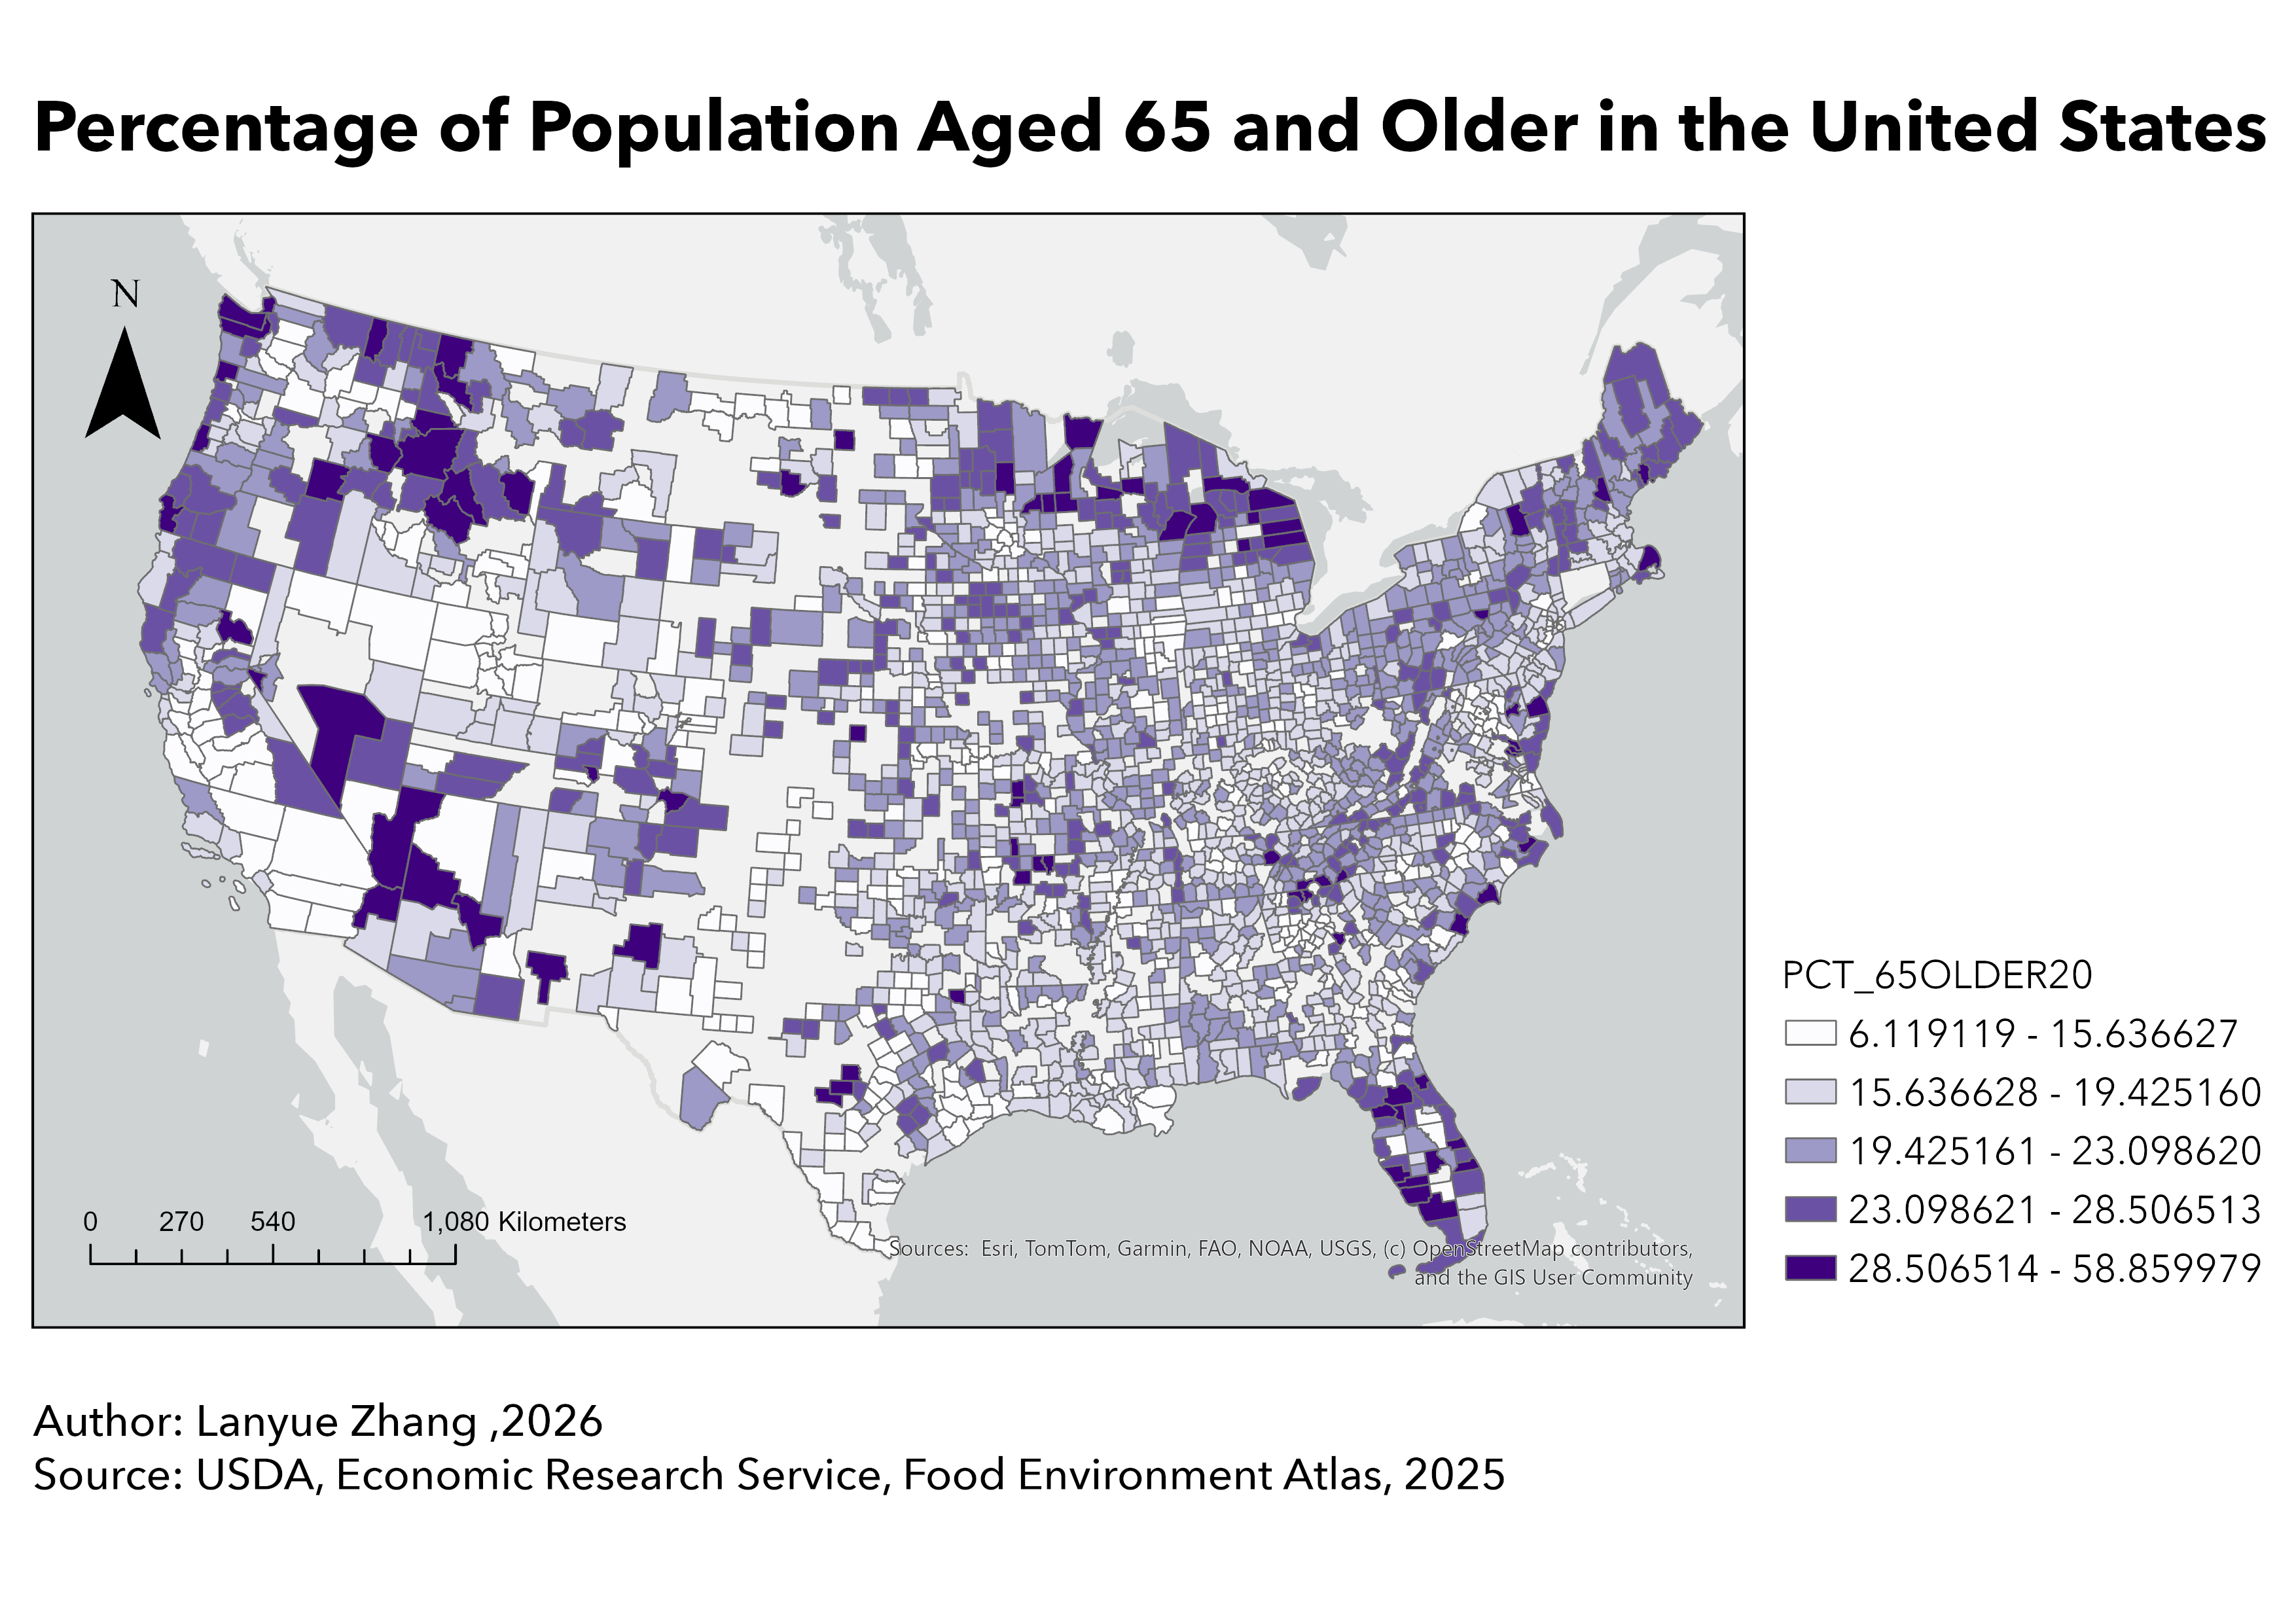 Percentage of Population Aged 65 and Older in the United States
N
PCT_65OLDER20
6.119119 - 15.636627
15.636628 - 19.425160
19.425161 - 23.098620
23.098621 - 28.506513
28.506514 - 58.859979
0 270 540 1,080 Kilometers
Sources: Esri, TomTom, Garmin, FAO, NOAA, USGS, (c) OpenStreetMap contributors,
and the GIS User Community
Author: Lanyue Zhang ,2026
Source: USDA, Economic Research Service, Food Environment Atlas, 2025